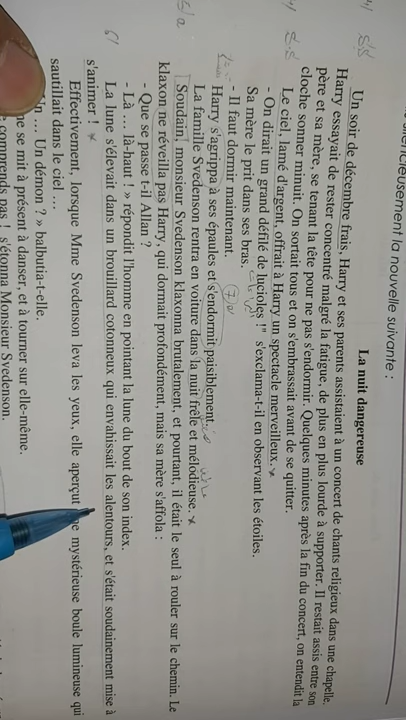 silencieusement la nouvelle suivante :
La nuit dangereuse
Un soir de décembre frais, Harry et ses parents assistaient à un concert de chants religieux dans une chapelle.
Harry essayait de rester concentré malgré la fatigue, de plus en plus lourde à supporter. Il restait assis entre son
père et sa mère, se tenant la tête pour ne pas s'endormir. Quelques minutes après la fin du concert, on entendit la
cloche sonner minuit. On sortait tous et on s'embrassait avant de se quitter.
Le ciel, lamé d'argent, offrait à Harry un spectacle merveilleux.
- On dirait un grand défilé de lucioles !" s'exclama-t-il en observant les étoiles.
Sa mère le prit dans ses bras.
- Il faut dormir maintenant.
Harry s'agrippa à ses épaules et s'endormit paisiblement.
La famille Svedenson rentra en voiture dans la nuit frêle et mélodieuse.
Soudain, monsieur Svedenson klaxonna brutalement, et pourtant, il était le seul à rouler sur le chemin. Le
klaxon ne réveilla pas Harry, qui dormait profondément, mais sa mère s'affola :
- Que se passe t-il Allan ?
- Là ... là-haut ! » répondit l'homme en pointant la lune du bout de son index.
La lune s'élevait dans un brouillard cotonneux qui envahissait les alentours, et s'était soudainement mise à
s'animer !
Effectivement, lorsque Mme Svedenson leva les yeux, elle aperçut mystérieuse boule lumineuse qui
sautillait dans le ciel ...
... Un démon ? » balbutia-t-elle.
se mit à présent à danser, et à tourner sur elle-même.
comprends pas ! s'étonna Monsieur Svedenson.